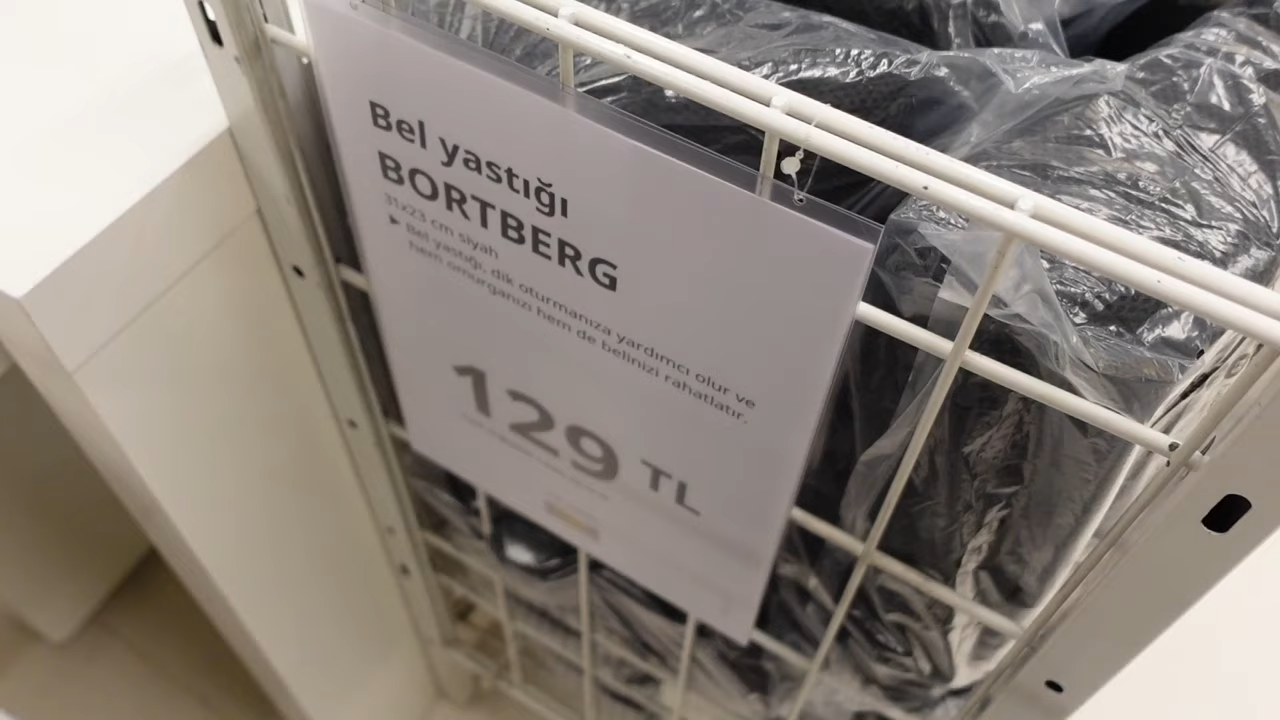 Bel yastığı
BORTBERG
31x23 cm siyah
► Bel yastığı, dik oturmanıza yardımcı olur ve
hem omurganızı hem de belinizi rahatlatır.
129 TL